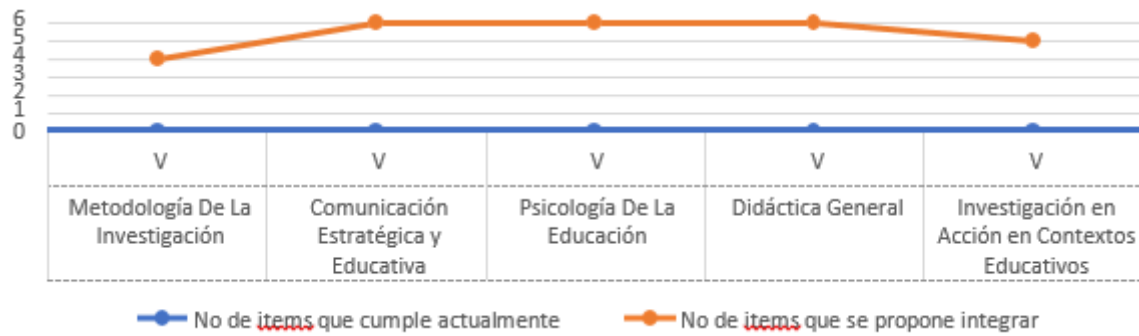 6
5
4
3
2
1
0
V V V V V
Metodología De La Investigación
Comunicación Estratégica y Educativa
Psicología De La Educación
Didáctica General
Investigación en Acción en Contextos Educativos
No de items que cumple actualmente
No de items que se propone integrar